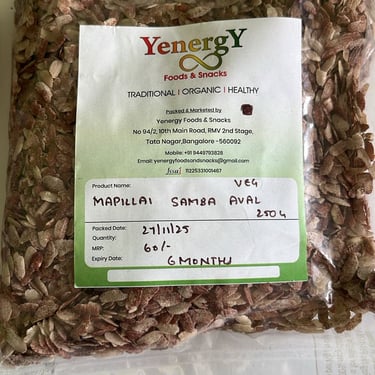 YenergY
Foods & Snacks
TRADITIONAL | ORGANIC | HEALTHY
Packed & Marketed by
Yenergy Foods & Snacks
No 94/2, 10th Main Road, RMV 2nd Stage,
Tata Nagar, Bangalore -560092
Mobile: +91 9449793828
Email: yenergyfoodsandsnacks@gmail.com
fssai 11225331001467
Product Name: VEG
MAPILLAI SAMBA AVAL
250G
Packed Date: 27/11/25
Quantity:
MRP: 60/-
Expiry Date: 6 MONTHS